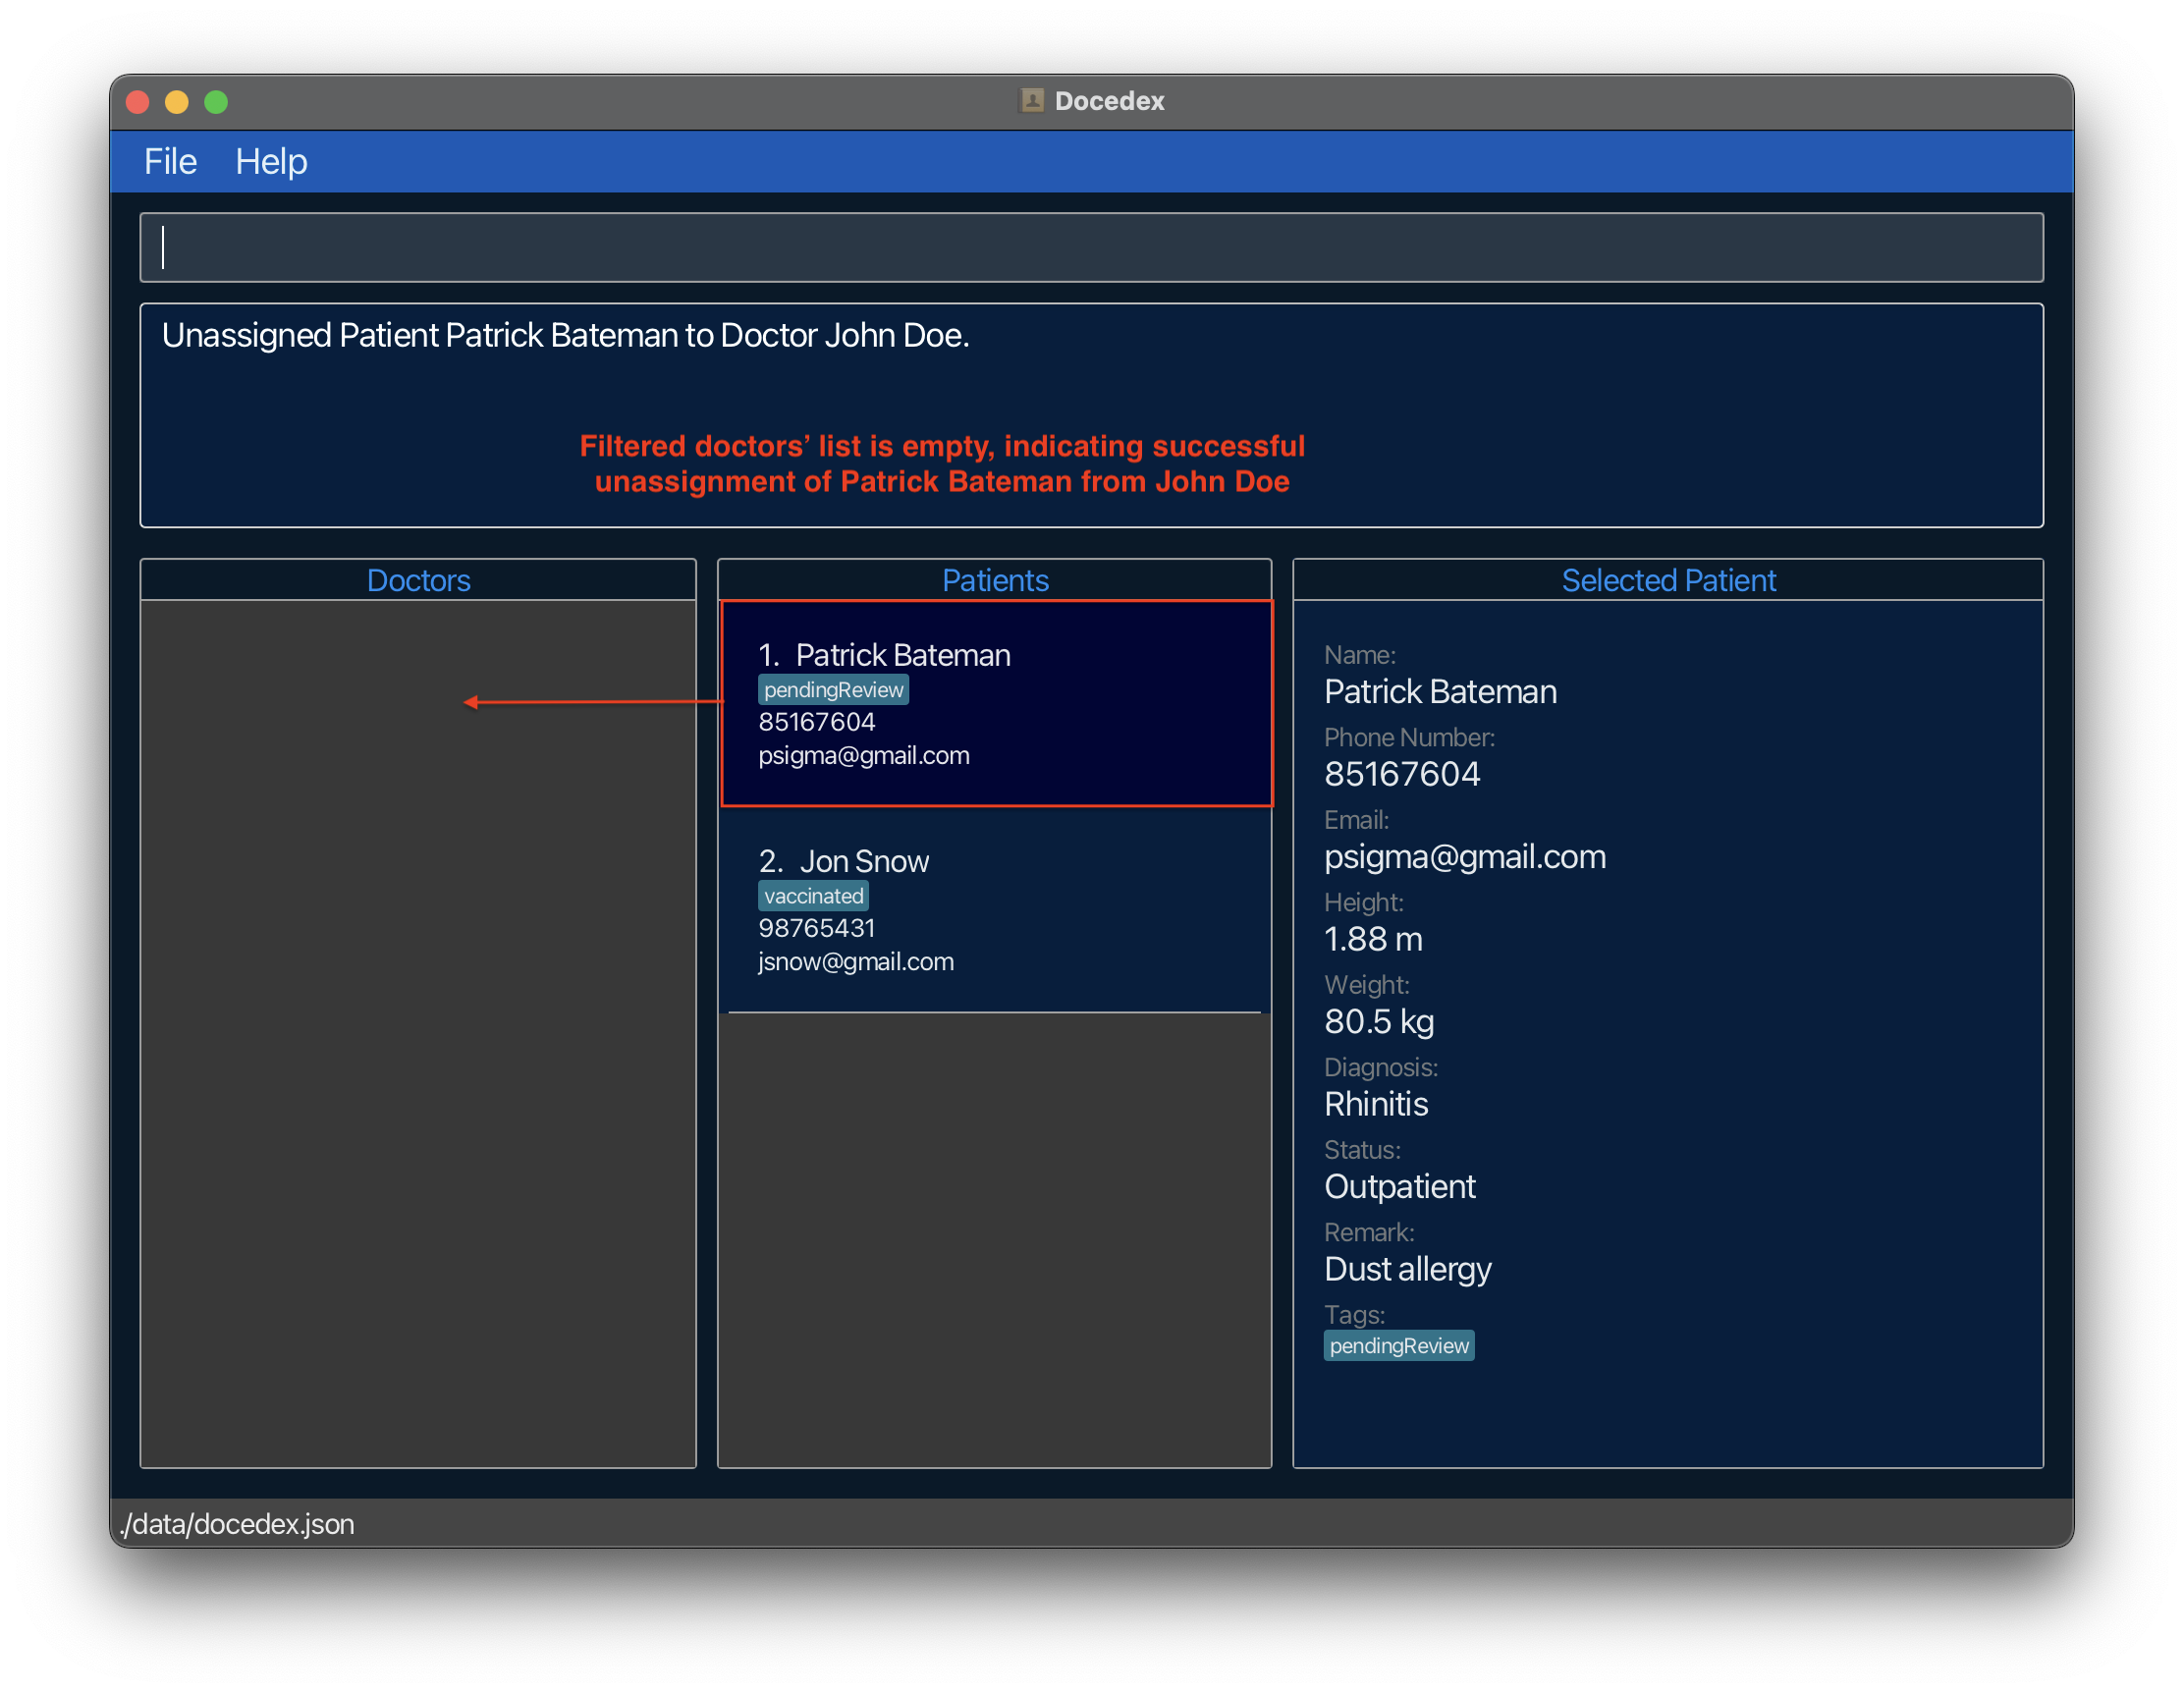 Docedex
File Help
Unassigned Patient Patrick Bateman to Doctor John Doe.
Filtered doctors’ list is empty, indicating successful
unassignment of Patrick Bateman from John Doe
Doctors
Patients
1. Patrick Bateman
pendingReview
85167604
psigma@gmail.com
2. Jon Snow
vaccinated
98765431
jsnow@gmail.com
Selected Patient
Name:
Patrick Bateman
Phone Number:
85167604
Email:
psigma@gmail.com
Height:
1.88 m
Weight:
80.5 kg
Diagnosis:
Rhinitis
Status:
Outpatient
Remark:
Dust allergy
Tags:
pendingReview
./data/docedex.json